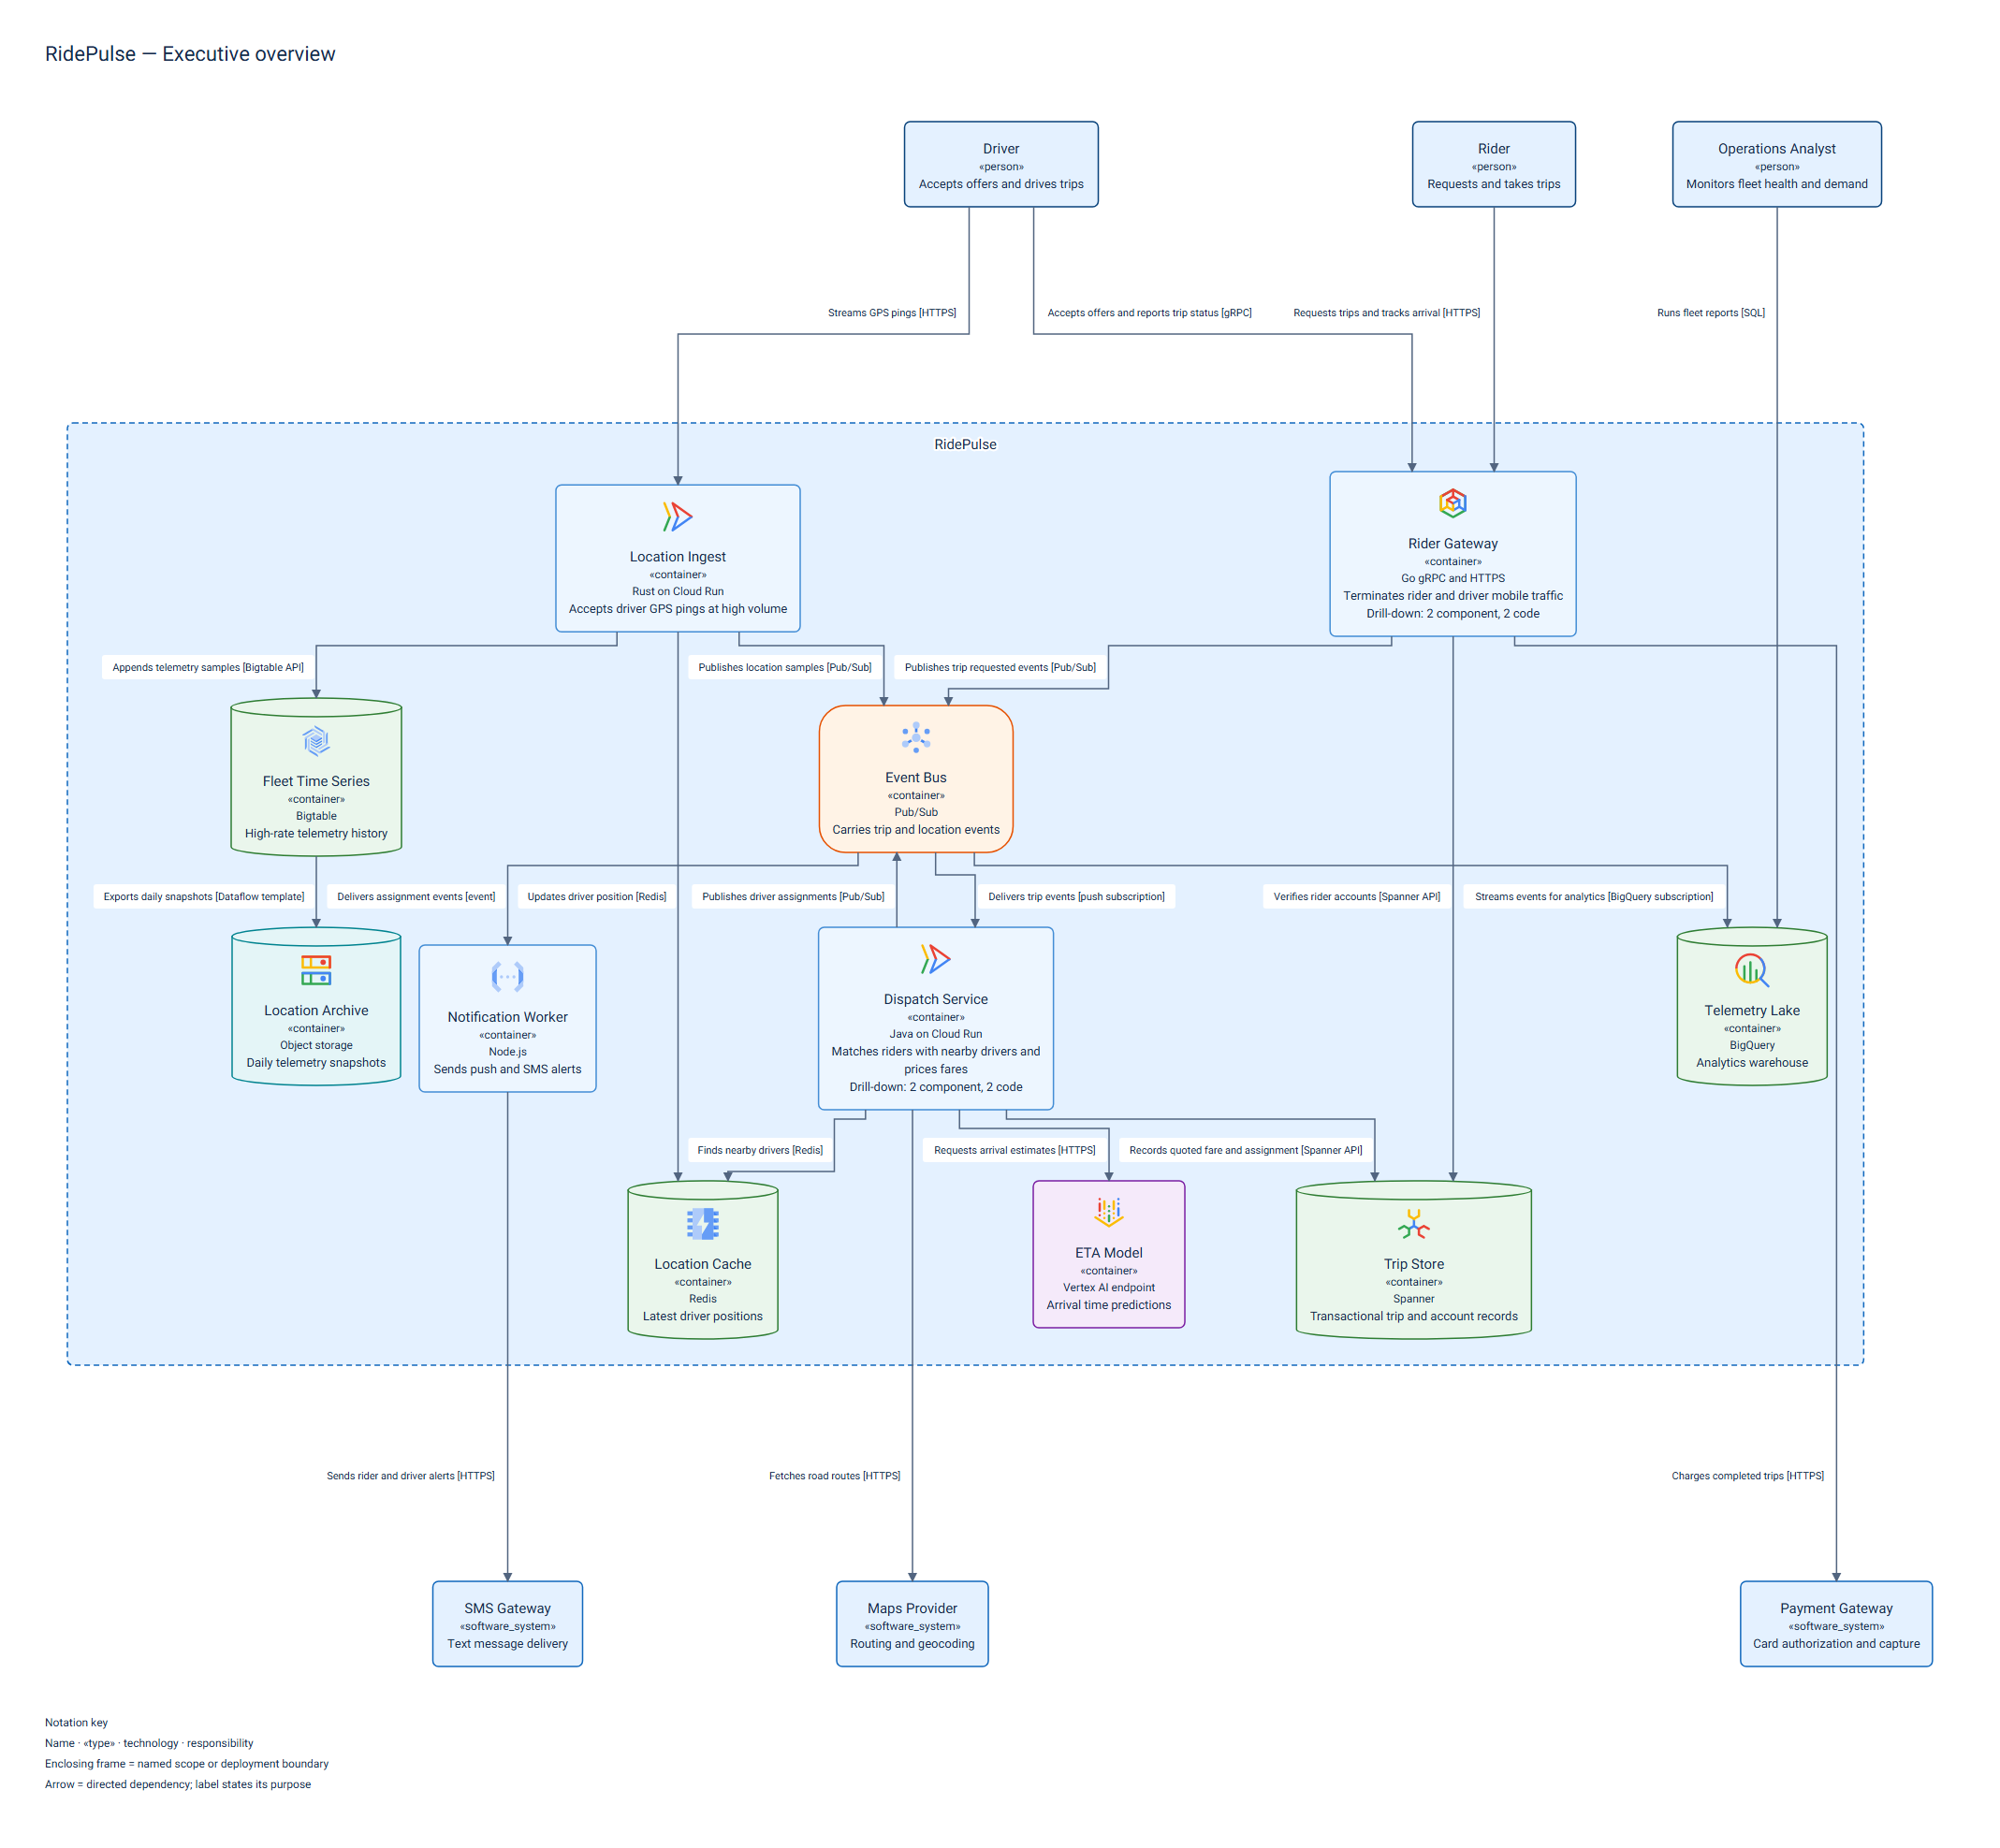 RidePulse — Executive overview
Driver
«person»
Accepts offers and drives trips
Rider
«person»
Requests and takes trips
Operations Analyst
«person»
Monitors fleet health and demand
Streams GPS pings [HTTPS]
Accepts offers and reports trip status [gRPC]
Requests trips and tracks arrival [HTTPS]
Runs fleet reports [SQL]
RidePulse
Location Ingest
«container»
Rust on Cloud Run
Accepts driver GPS pings at high volume
Rider Gateway
«container»
Go gRPC and HTTPS
Terminates rider and driver mobile traffic
Drill-down: 2 component, 2 code
Appends telemetry samples [Bigtable API]
Publishes location samples [Pub/Sub]
Publishes trip requested events [Pub/Sub]
Fleet Time Series
«container»
Bigtable
High-rate telemetry history
Event Bus
«container»
Pub/Sub
Carries trip and location events
Exports daily snapshots [Dataflow template]
Delivers assignment events [event]
Updates driver position [Redis]
Publishes driver assignments [Pub/Sub]
Delivers trip events [push subscription]
Verifies rider accounts [Spanner API]
Streams events for analytics [BigQuery subscription]
Location Archive
«container»
Object storage
Daily telemetry snapshots
Notification Worker
«container»
Node.js
Sends push and SMS alerts
Dispatch Service
«container»
Java on Cloud Run
Matches riders with nearby drivers and
prices fares
Drill-down: 2 component, 2 code
Telemetry Lake
«container»
BigQuery
Analytics warehouse
Finds nearby drivers [Redis]
Requests arrival estimates [HTTPS]
Records quoted fare and assignment [Spanner API]
Location Cache
«container»
Redis
Latest driver positions
ETA Model
«container»
Vertex AI endpoint
Arrival time predictions
Trip Store
«container»
Spanner
Transactional trip and account records
Sends rider and driver alerts [HTTPS]
Fetches road routes [HTTPS]
Charges completed trips [HTTPS]
SMS Gateway
«software_system»
Text message delivery
Maps Provider
«software_system»
Routing and geocoding
Payment Gateway
«software_system»
Card authorization and capture
Notation key
Name · «type» · technology · responsibility
Enclosing frame = named scope or deployment boundary
Arrow = directed dependency; label states its purpose